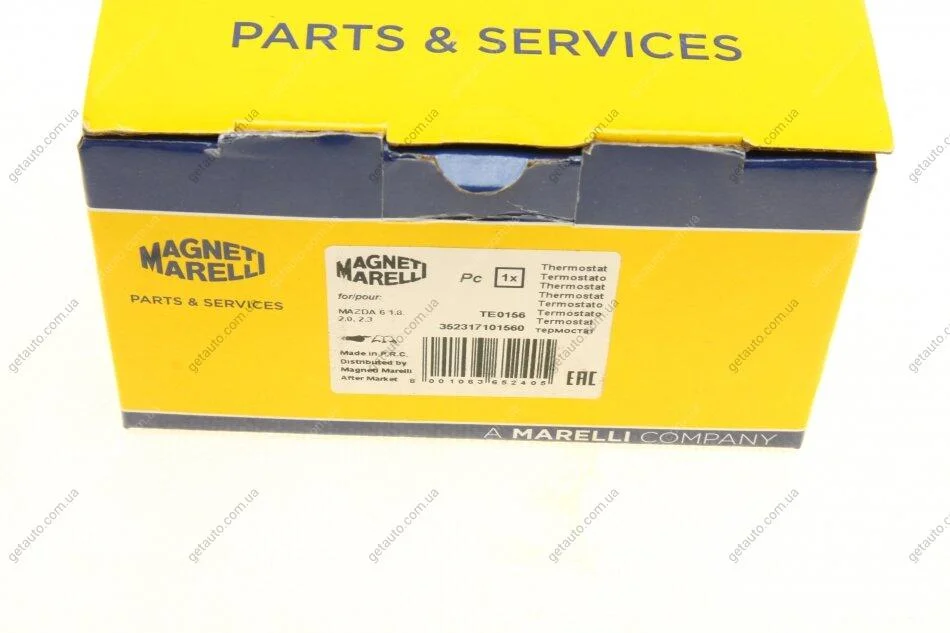 PARTS & SERVICES
MAGNETI
MARELLI
PARTS & SERVICES
MAGNETI
MARELLI
Pc 1x
for/pour:
MAZDA 6 1.8,
2.0, 2.3
Thermostat
Termostato
Thermostat
Thermostat
Termostato
Termostato
Termostat
термостат
TE0156
352317101560
Made in P.R.C.
Distributed by
Magneti Marelli
After Market
8 001063 652405
EAC
A MARELLI COMPANY
getauto.com.ua